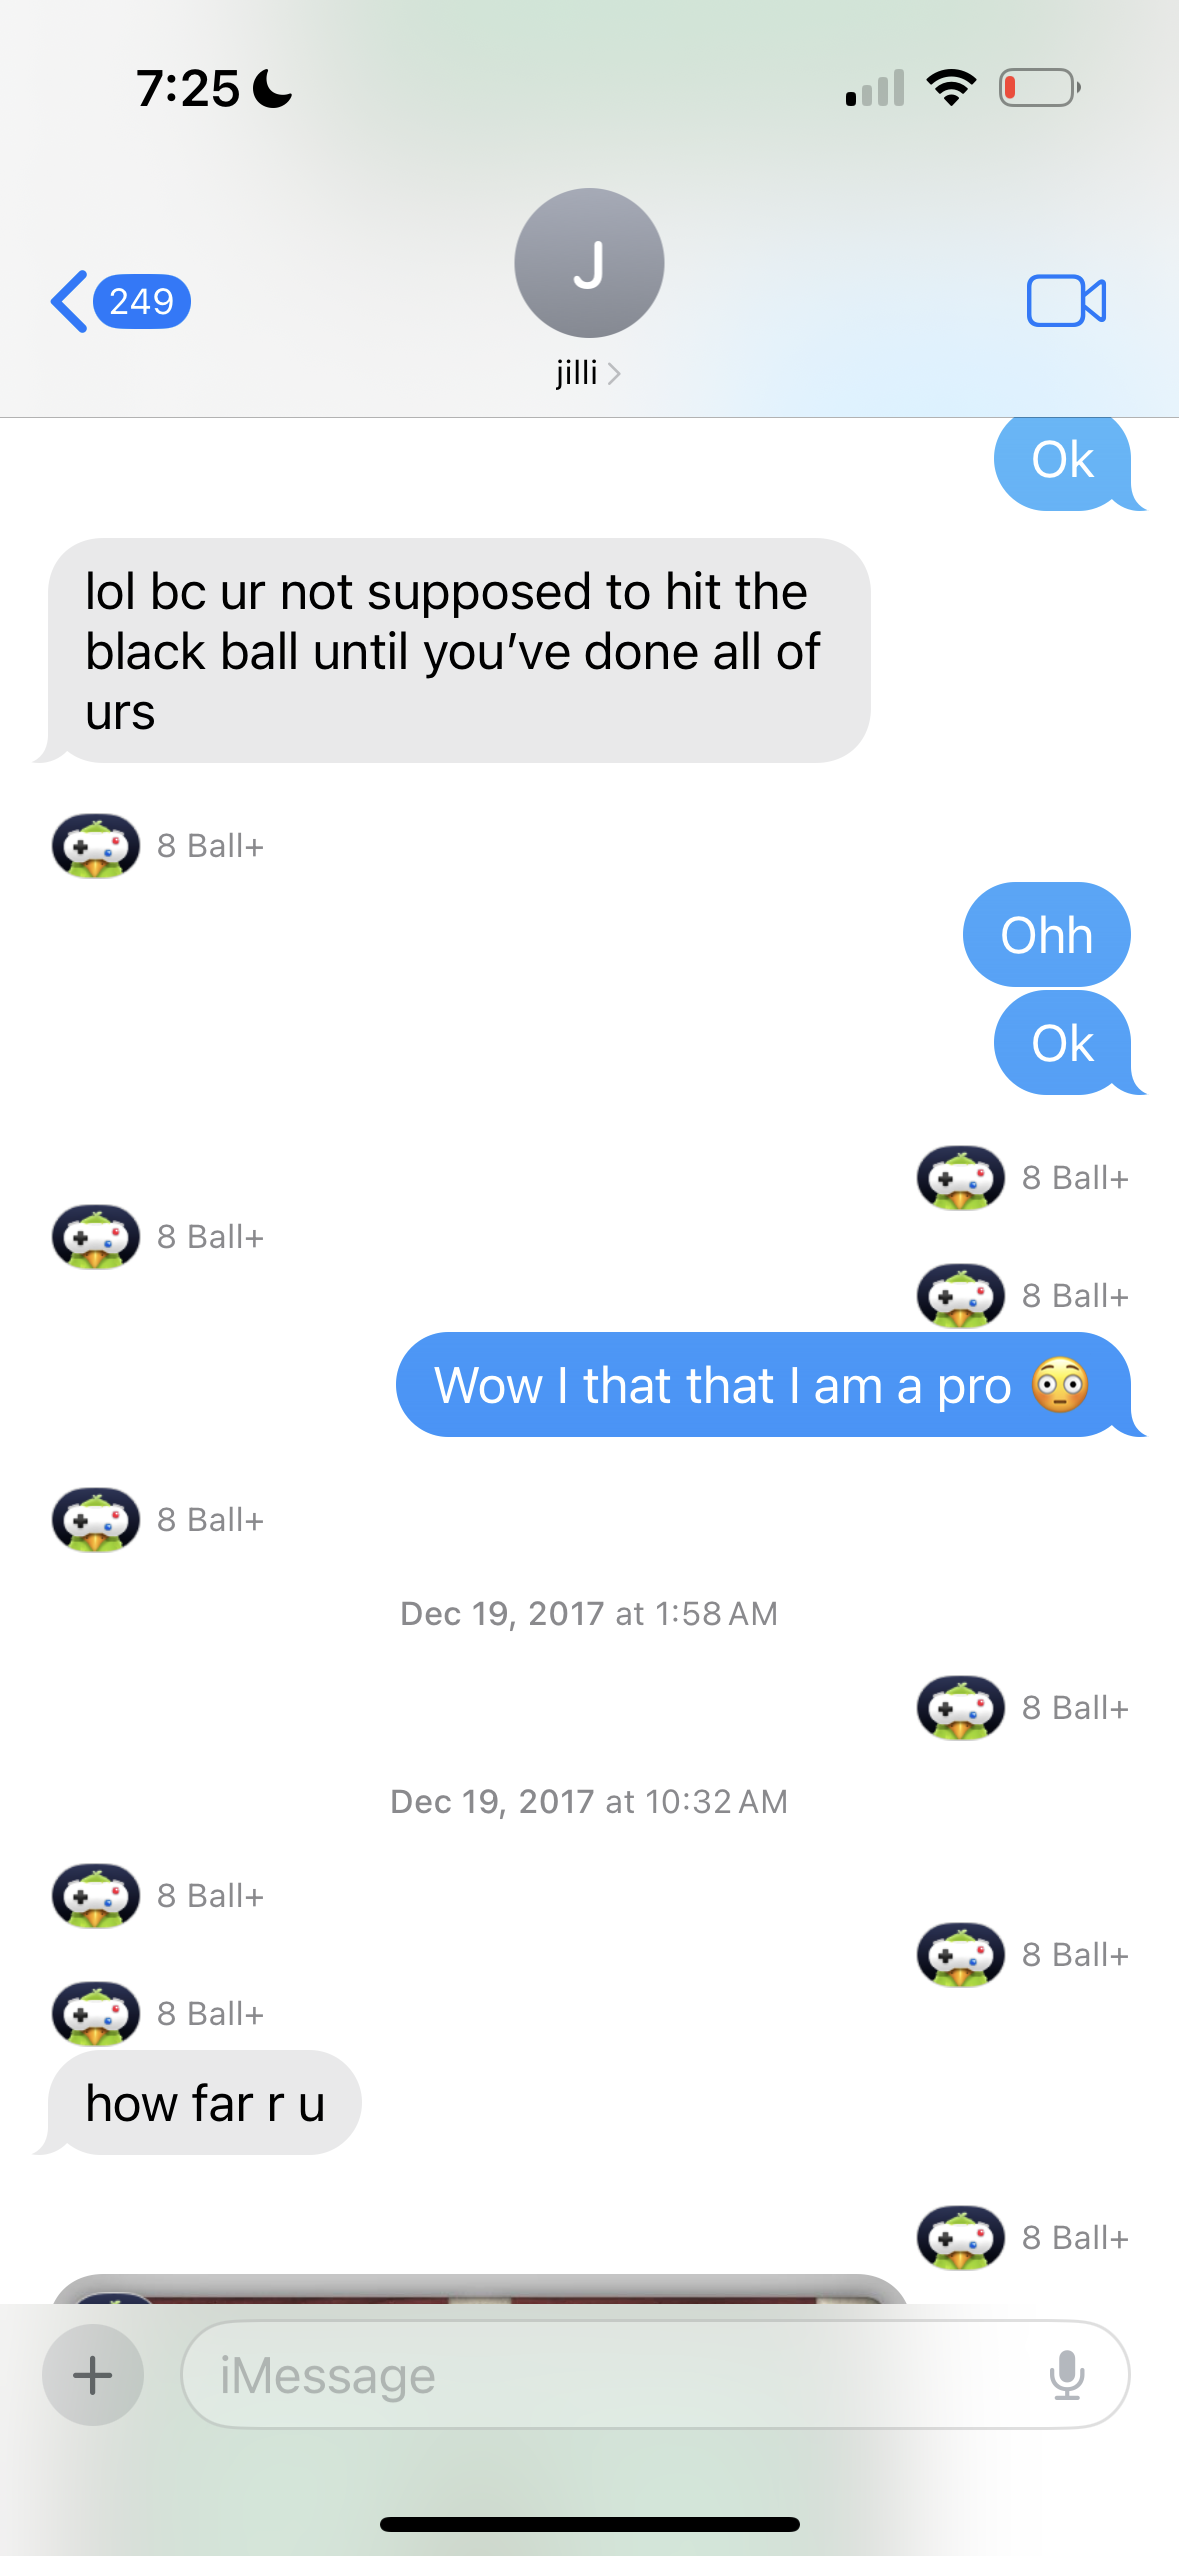 7:25
249
J
jilli
Ok
lol bc ur not supposed to hit the
black ball until you’ve done all of
urs
8 Ball+
Ohh
Ok
8 Ball+
8 Ball+
8 Ball+
Wow I that that I am a pro 😳
8 Ball+
Dec 19, 2017 at 1:58 AM
8 Ball+
Dec 19, 2017 at 10:32 AM
8 Ball+
8 Ball+
8 Ball+
how far r u
8 Ball+
iMessage